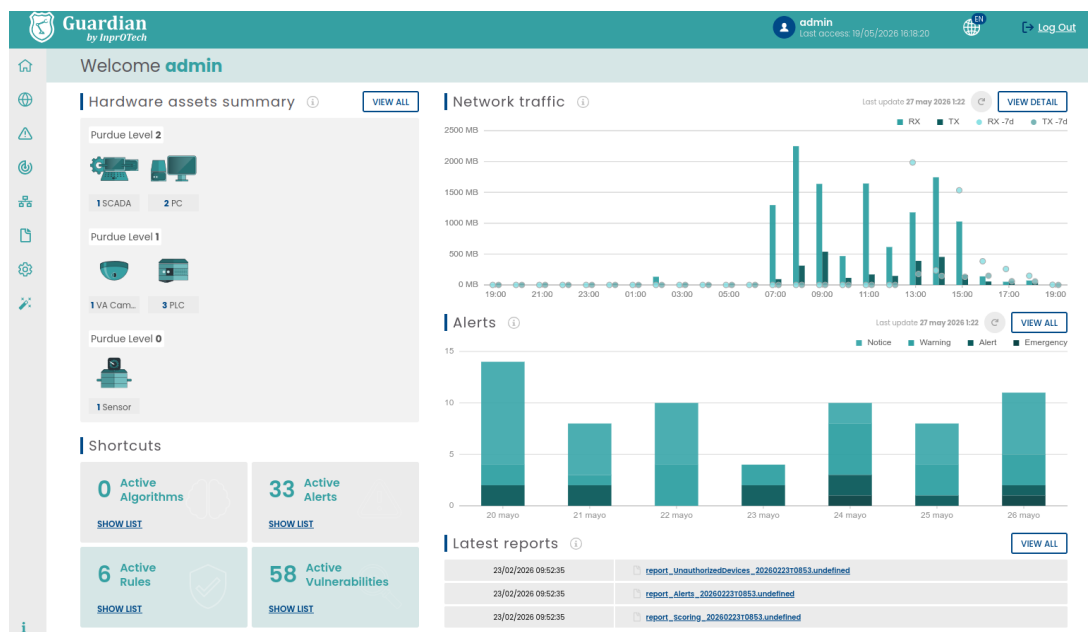 Guardian
by InprOTech
admin
Last access: 19/05/2026 16:18:20
EN
Log Out
Welcome admin
Hardware assets summary
VIEW ALL
Purdue Level 2
1 SCADA
2 PC
Purdue Level 1
1 VA Cam...
3 PLC
Purdue Level 0
1 Sensor
Shortcuts
0 Active Algorithms
SHOW LIST
33 Active Alerts
SHOW LIST
6 Active Rules
SHOW LIST
58 Active Vulnerabilities
SHOW LIST
Network traffic
Last update 27 may 2026 1:22
VIEW DETAIL
RX TX RX -7d TX -7d
2500 MB
2000 MB
1500 MB
1000 MB
500 MB
0 MB
19:00 21:00 23:00 01:00 03:00 05:00 07:00 09:00 11:00 13:00 15:00 17:00 19:00
Alerts
Last update 27 may 2026 1:22
VIEW ALL
Notice Warning Alert Emergency
15
10
5
0
20 mayo 21 mayo 22 mayo 23 mayo 24 mayo 25 mayo 26 mayo
Latest reports
VIEW ALL
23/02/2026 09:52:35 report_UnauthorizedDevices_20260223T0853.undefined
23/02/2026 09:52:35 report_Alerts_20260223T0853.undefined
23/02/2026 09:52:35 report_Scoring_20260223T0853.undefined